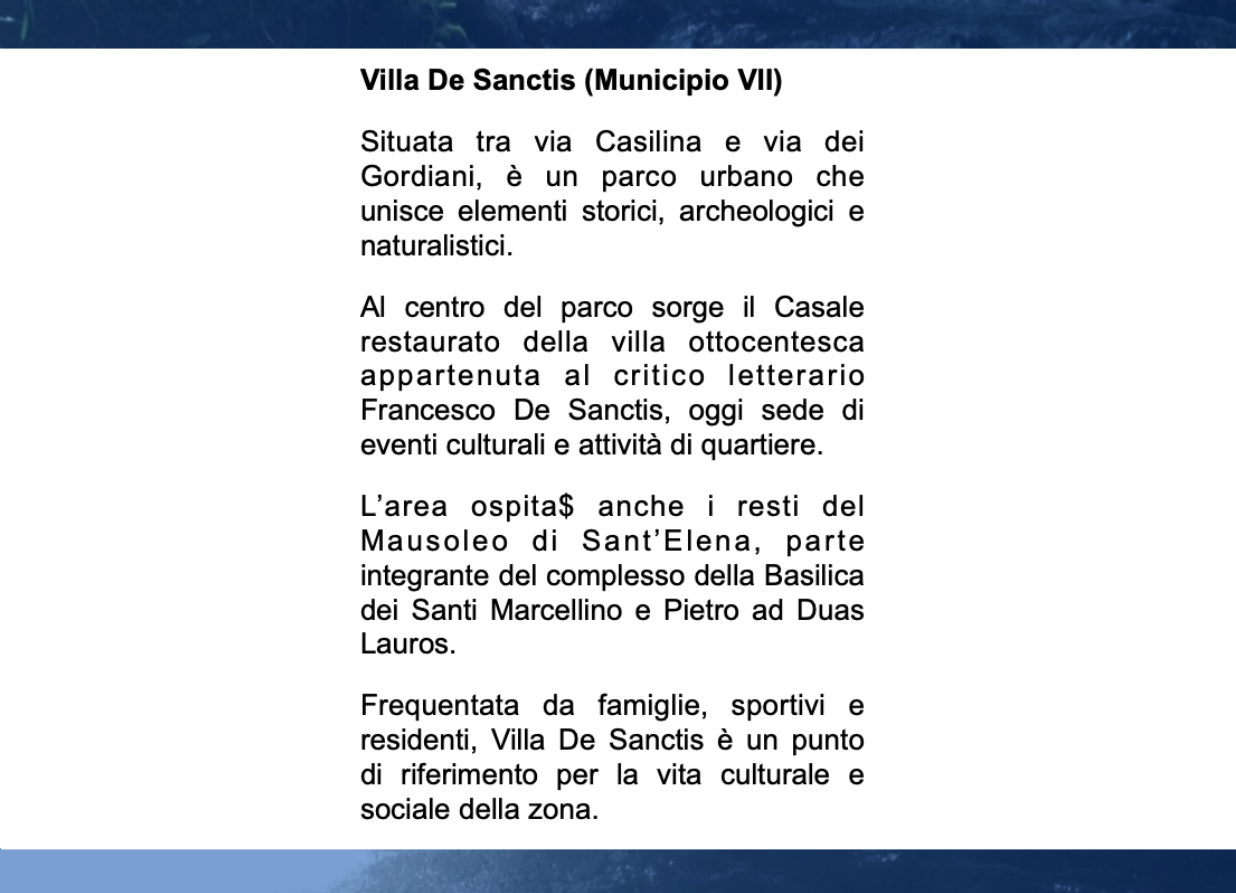 Villa De Sanctis (Municipio VII)
Situata tra via Casilina e via dei
Gordiani, è un parco urbano che
unisce elementi storici, archeologici e
naturalistici.
Al centro del parco sorge il Casale
restaurato della villa ottocentesca
appartenuta al critico letterario
Francesco De Sanctis, oggi sede di
eventi culturali e attività di quartiere.
L’area ospita$ anche i resti del
Mausoleo di Sant’Elena, parte
integrante del complesso della Basilica
dei Santi Marcellino e Pietro ad Duas
Lauros.
Frequentata da famiglie, sportivi e
residenti, Villa De Sanctis è un punto
di riferimento per la vita culturale e
sociale della zona.